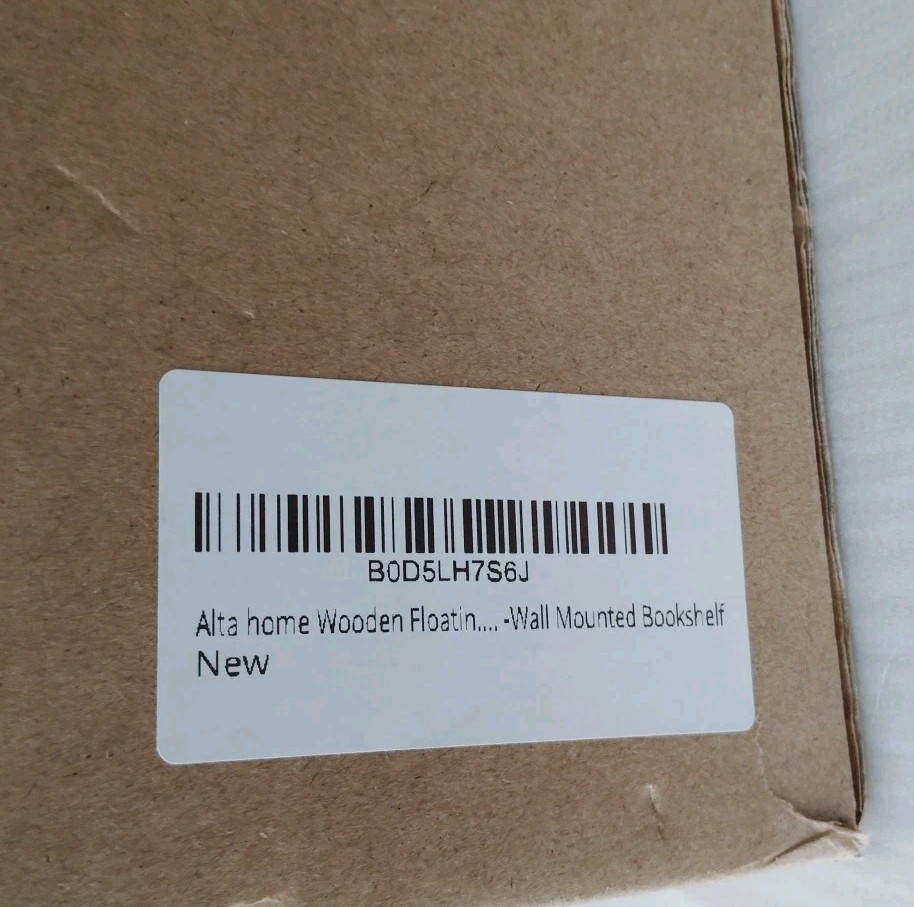 B0D5LH7S6J
Alta home Wooden Floatin.... -Wall Mounted Bookshelf
New